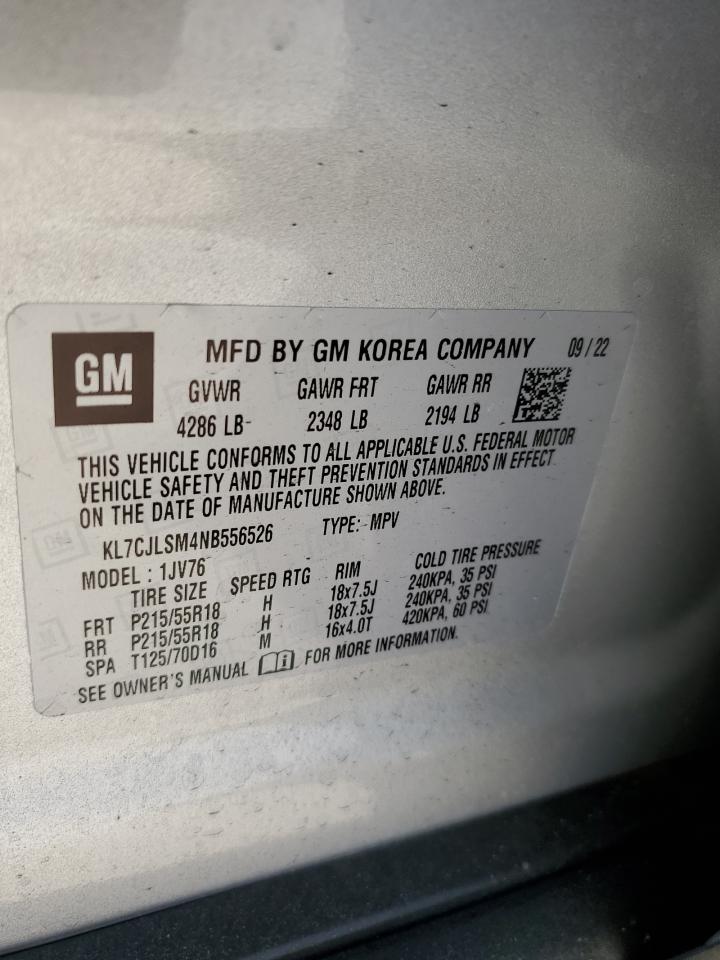 GM MFD BY GM KOREA COMPANY 09/22
GVWR GAWR FRT GAWR RR
4286 LB 2348 LB 2194 LB
THIS VEHICLE CONFORMS TO ALL APPLICABLE U.S. FEDERAL MOTOR
VEHICLE SAFETY AND THEFT PREVENTION STANDARDS IN EFFECT
ON THE DATE OF MANUFACTURE SHOWN ABOVE.
KL7CJLSM4NB556526 TYPE: MPV
MODEL : 1JV76
TIRE SIZE SPEED RTG RIM COLD TIRE PRESSURE
FRT P215/55R18 H 18x7.5J 240KPA, 35 PSI
RR P215/55R18 H 18x7.5J 240KPA, 35 PSI
SPA T125/70D16 M 16x4.0T 420KPA, 60 PSI
SEE OWNER'S MANUAL FOR MORE INFORMATION.